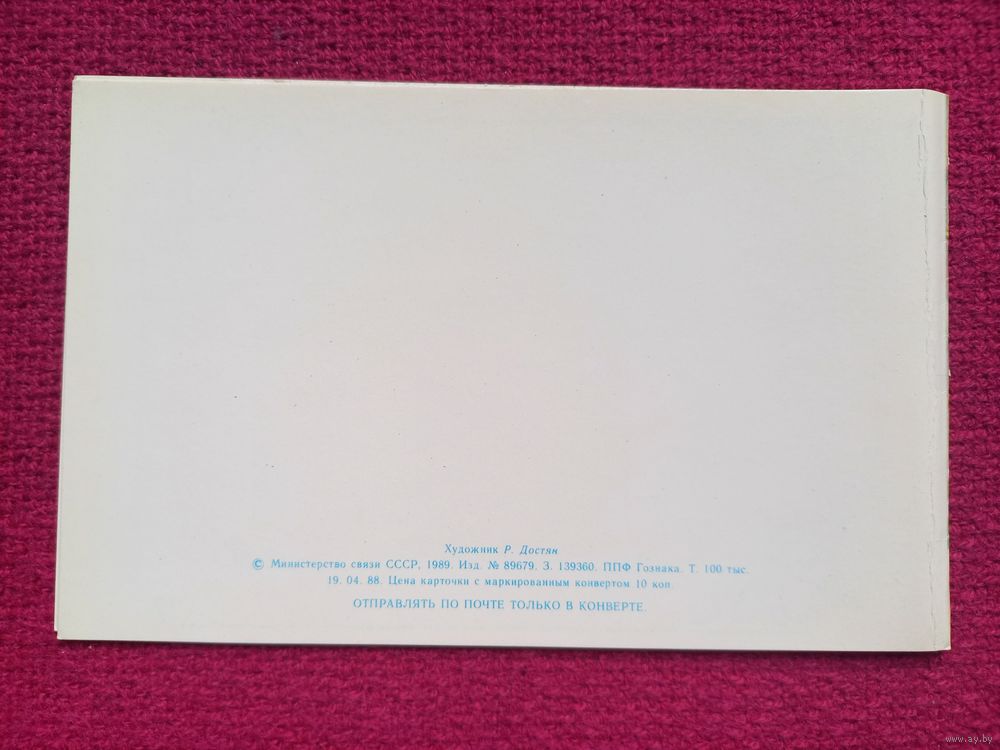 Художник Р. Достян
© Министерство связи СССР, 1989. Изд. № 89679. З. 139360. ППФ Гознака. Т. 100 тыс.
19. 04. 88. Цена карточки с маркированным конвертом 10 коп.
ОТПРАВЛЯТЬ ПО ПОЧТЕ ТОЛЬКО В КОНВЕРТЕ.
www.ay.by